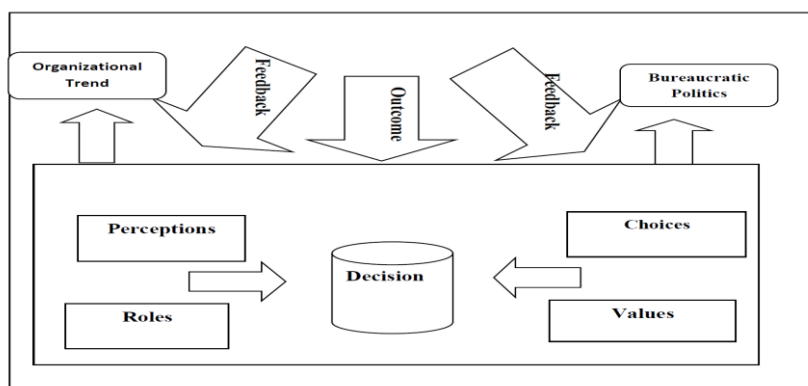 Organizational
Trend
Feedback
Outcome
Feedback
Bureaucratic
Politics
Perceptions
Choices
Decision
Roles
Values